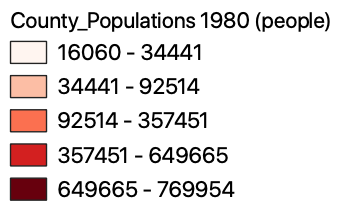 County_Populations 1980 (people)
16060 - 34441
34441 - 92514
92514 - 357451
357451 - 649665
649665 - 769954